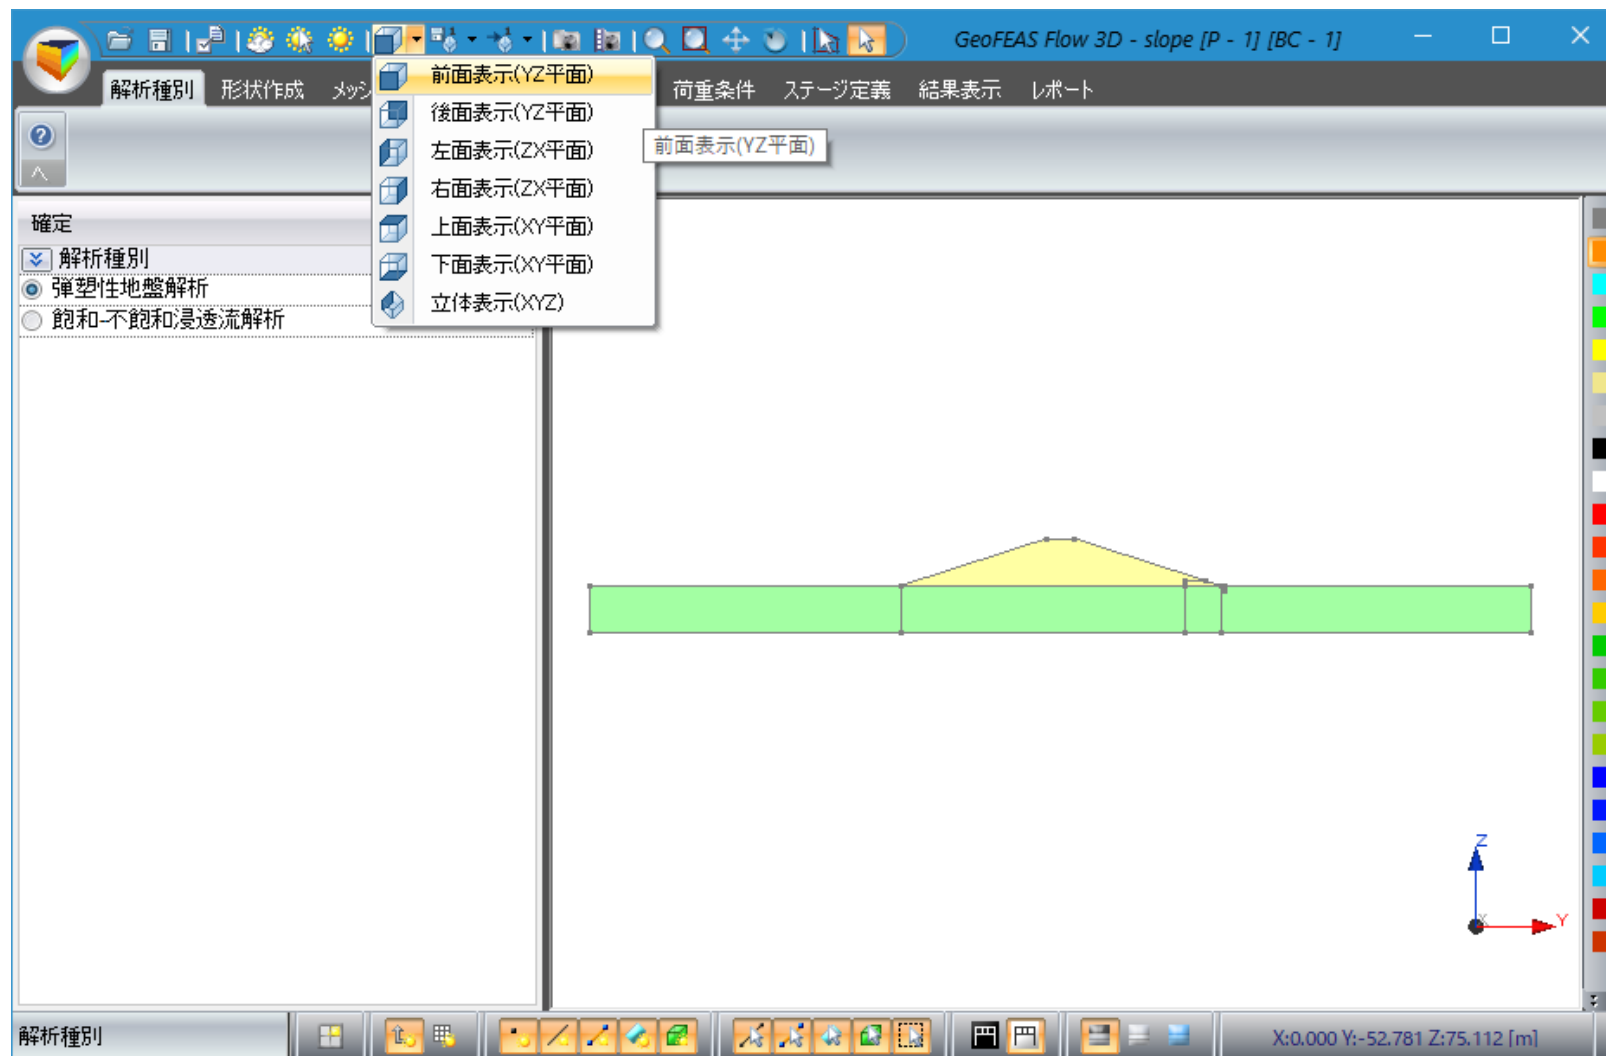 GeoFEAS Flow 3D - slope [P - 1] [BC - 1]
解析種別 形状作成 メッシ 荷重条件 ステージ定義 結果表示 レポート
前面表示(YZ平面)
後面表示(YZ平面)
左面表示(ZX平面)
右面表示(ZX平面)
上面表示(XY平面)
下面表示(XY平面)
立体表示(XYZ)
前面表示(YZ平面)
確定
解析種別
弾塑性地盤解析
飽和-不飽和浸透流解析
Z
X
Y
解析種別
X:0.000 Y:-52.781 Z:75.112 [m]